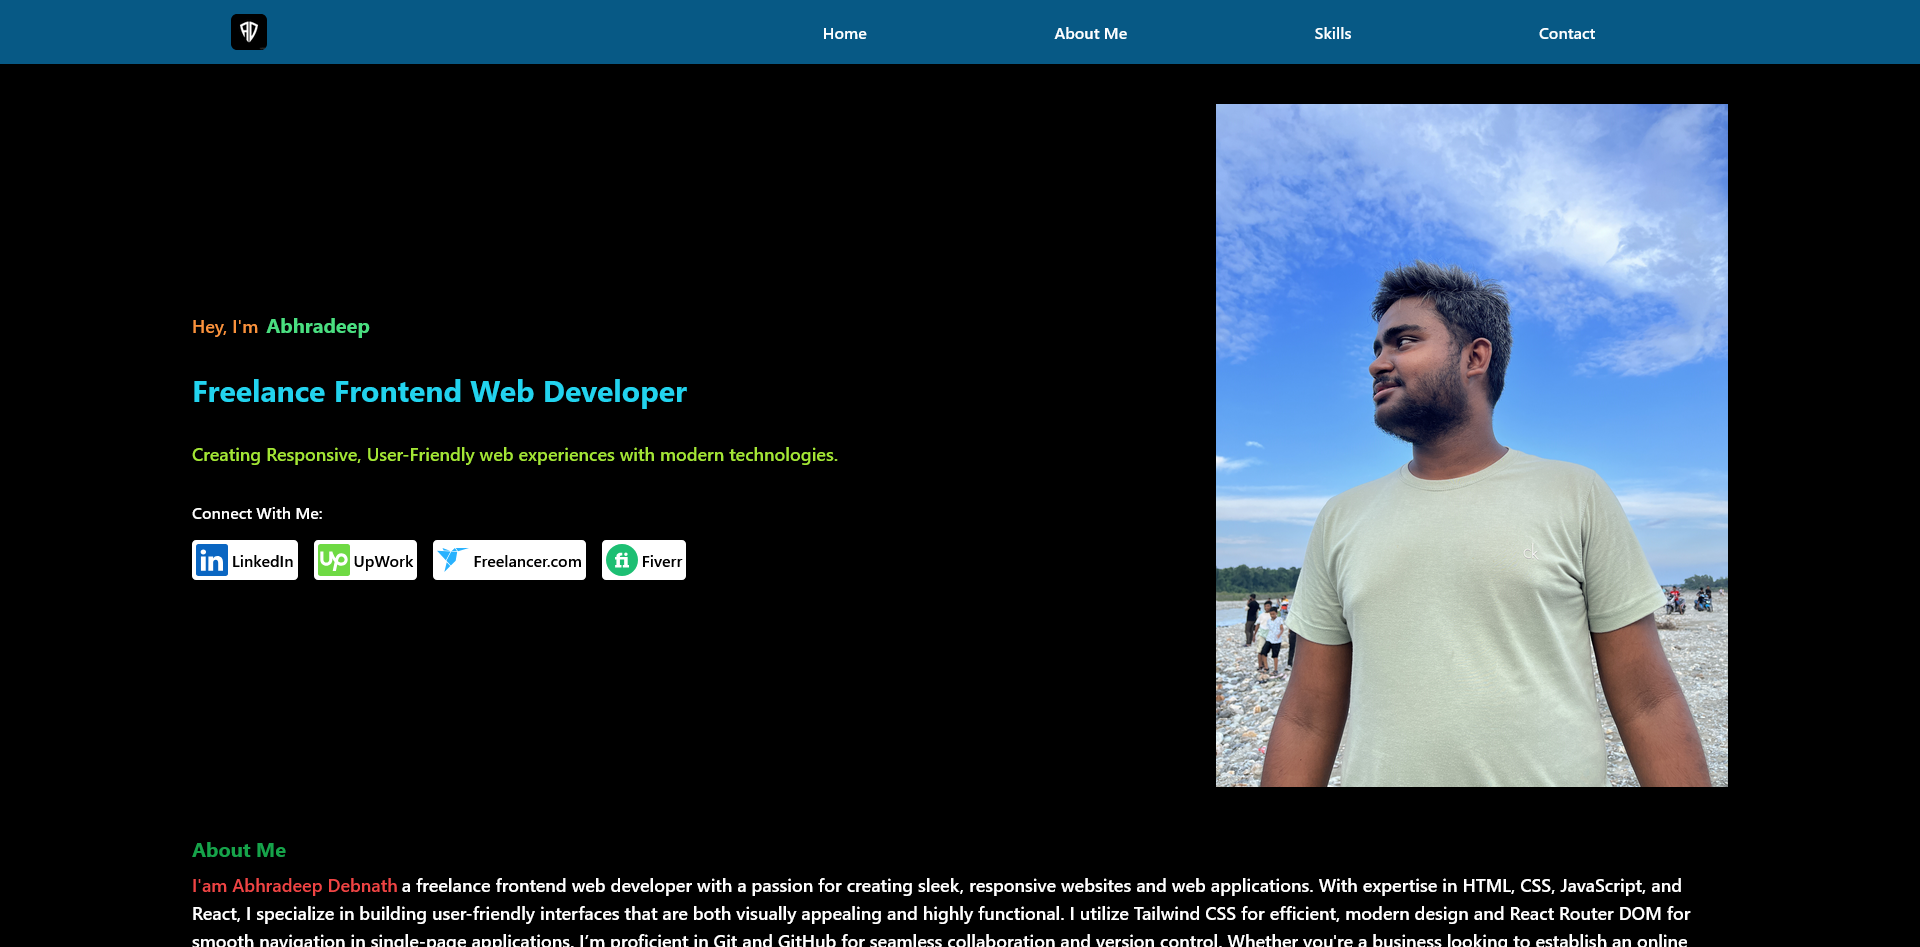 AD
Home About Me Skills Contact
Hey, I'm Abhradeep
Freelance Frontend Web Developer
Creating Responsive, User-Friendly web experiences with modern technologies.
Connect With Me:
in LinkedIn up UpWork Freelancer.com fi Fiverr
ck
About Me
I'am Abhradeep Debnath a freelance frontend web developer with a passion for creating sleek, responsive websites and web applications. With expertise in HTML, CSS, JavaScript, and
React, I specialize in building user-friendly interfaces that are both visually appealing and highly functional. I utilize Tailwind CSS for efficient, modern design and React Router DOM for
smooth navigation in single-page applications. I’m proficient in Git and GitHub for seamless collaboration and version control. Whether you're a business looking to establish an online